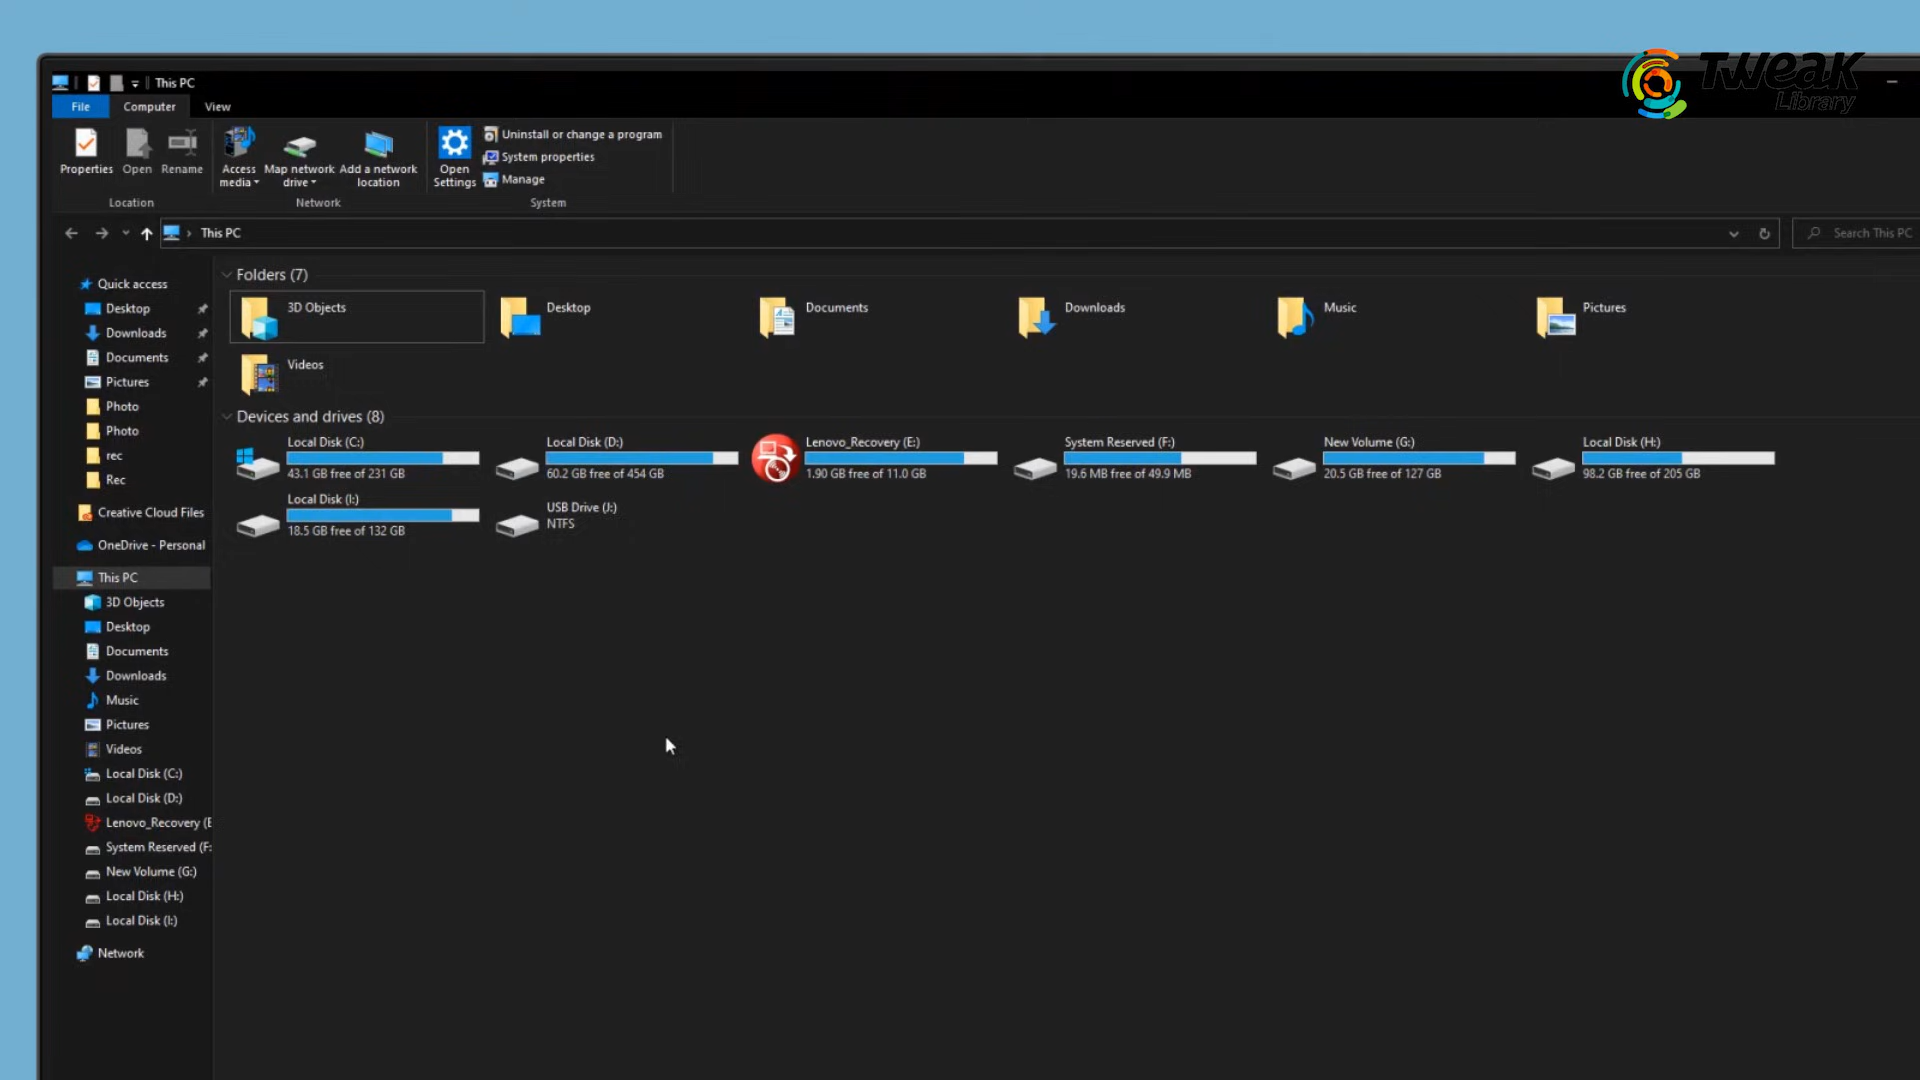 This PC
Tweak
Library
File Computer View
Properties Open Rename Access media Map network drive Add a network location Open Settings
Uninstall or change a program
System properties
Manage
Location Network System
This PC
Search This PC
Quick access
Desktop
Downloads
Documents
Pictures
Photo
Photo
rec
Rec
Creative Cloud Files
OneDrive - Personal
This PC
3D Objects
Desktop
Documents
Downloads
Music
Pictures
Videos
Local Disk (C:)
Local Disk (D:)
Lenovo_Recovery (E
System Reserved (F:
New Volume (G:)
Local Disk (H:)
Local Disk (I:)
Network
Folders (7)
3D Objects
Desktop
Documents
Downloads
Music
Pictures
Videos
Devices and drives (8)
Local Disk (C:)
43.1 GB free of 231 GB
Local Disk (D:)
60.2 GB free of 454 GB
Lenovo_Recovery (E:)
1.90 GB free of 11.0 GB
System Reserved (F:)
19.6 MB free of 49.9 MB
New Volume (G:)
20.5 GB free of 127 GB
Local Disk (H:)
98.2 GB free of 205 GB
Local Disk (I:)
18.5 GB free of 132 GB
USB Drive (J:)
NTFS